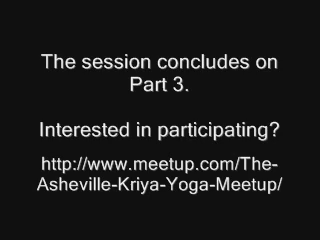 The session concludes on
Part 3.
Interested in participating?
http://www.meetup.com/The-
Asheville-Kriya-Yoga-Meetup/